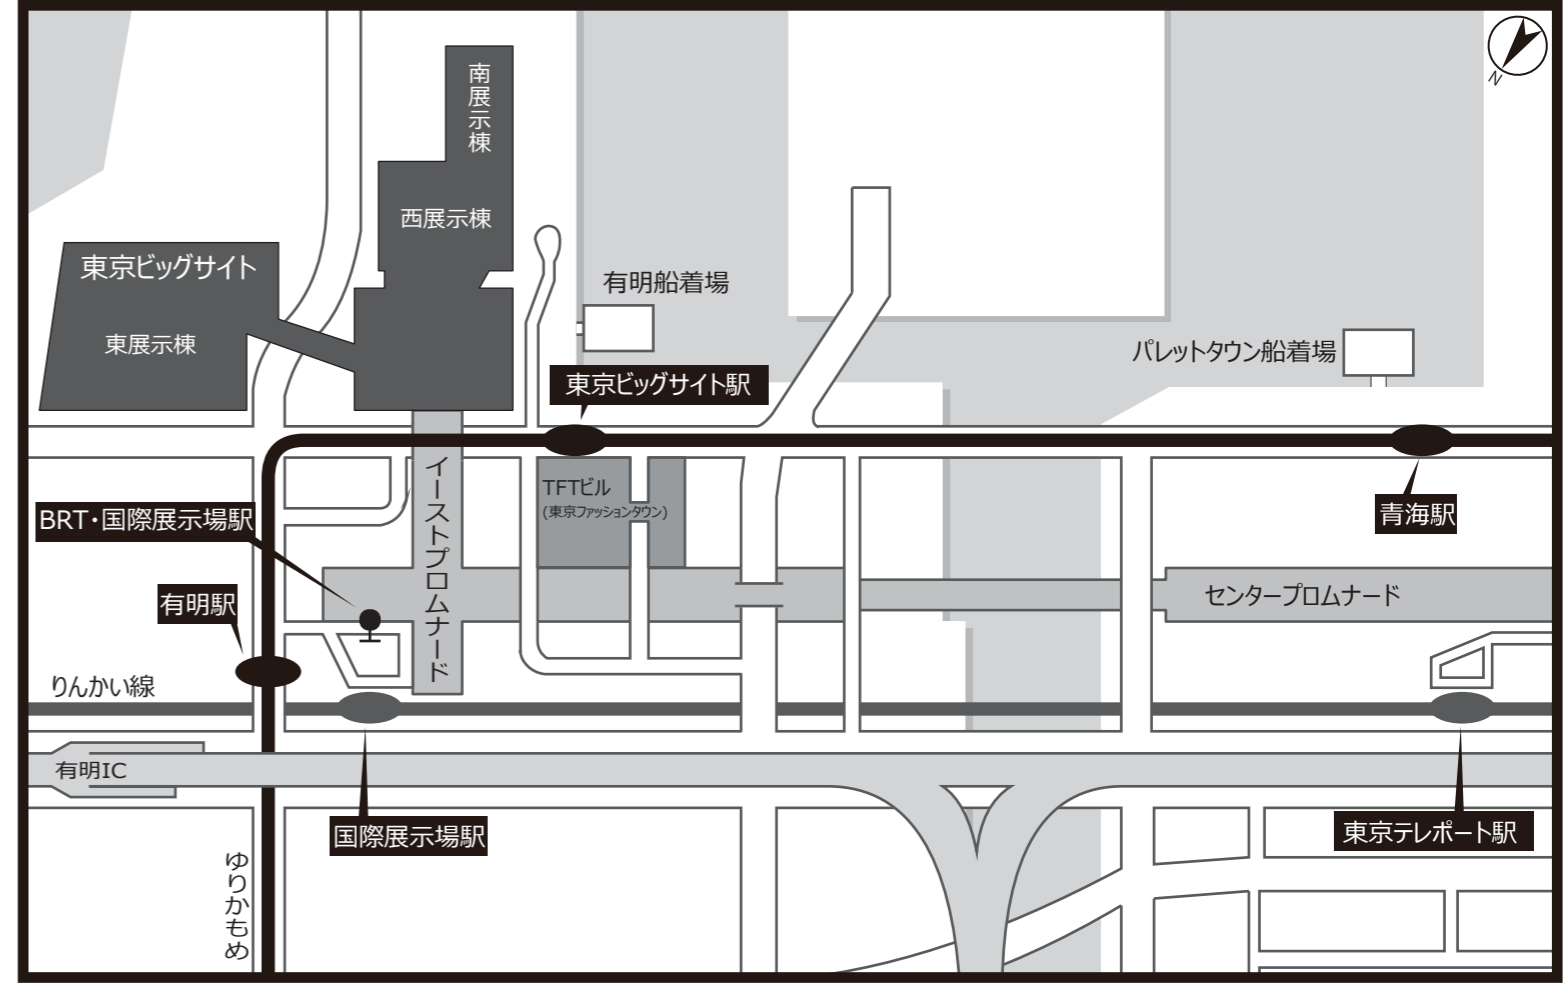 N
南展示棟
西展示棟
東京ビッグサイト
東展示棟
有明船着場
パレットタウン船着場
東京ビッグサイト駅
イーストプロムナード
TFTビル
(東京ファッションタウン)
青海駅
BRT・国際展示場駅
有明駅
センタープロムナード
りんかい線
有明IC
国際展示場駅
東京テレポート駅
ゆりかもめ